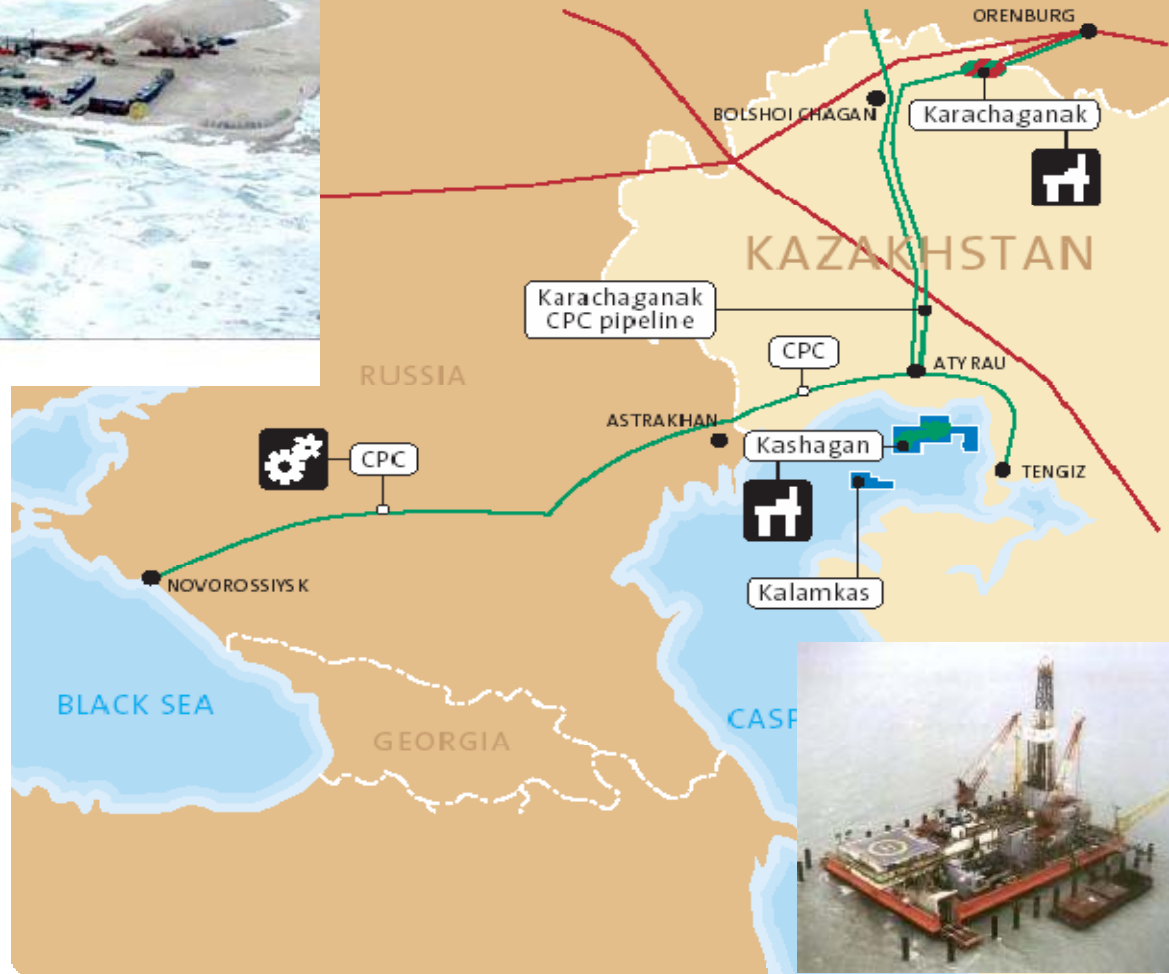 ORENBURG
BOLSHOI CHAGAN
Karachaganak
KAZAKHSTAN
Karachaganak
CPC pipeline
CPC
ATYRAU
RUSSIA
ASTRAKHAN
Kashagan
CPC
TENGIZ
NOVOROSSIYSK
Kalamkas
BLACK SEA
CASP
GEORGIA